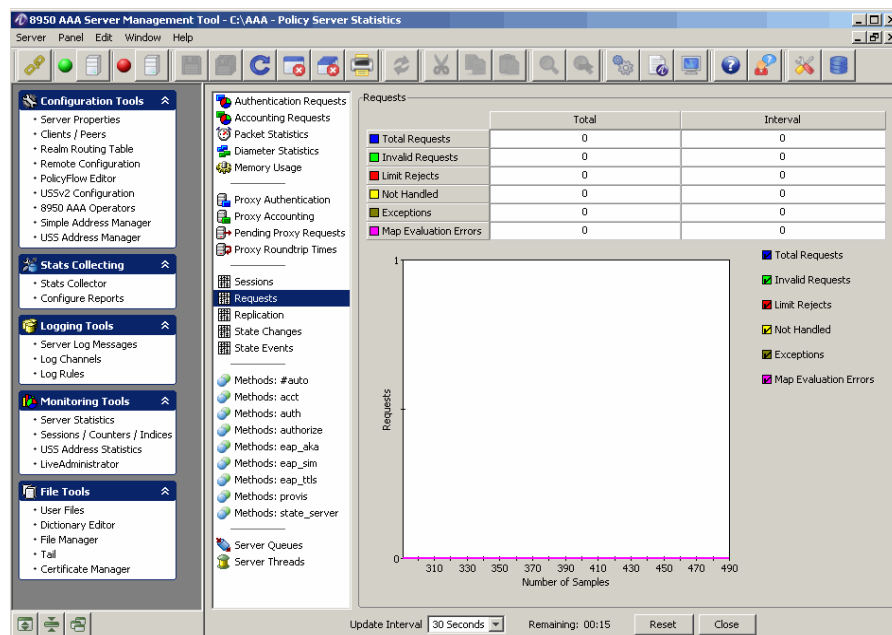 8950 AAA Server Management Tool - C:\AAA - Policy Server Statistics
Server Panel Edit Window Help
Configuration Tools
Server Properties
Clients / Peers
Realm Routing Table
Remote Configuration
PolicyFlow Editor
USSv2 Configuration
8950 AAA Operators
Simple Address Manager
USS Address Manager
Stats Collecting
Stats Collector
Configure Reports
Logging Tools
Server Log Messages
Log Channels
Log Rules
Monitoring Tools
Server Statistics
Sessions / Counters / Indices
USS Address Statistics
LiveAdministrator
File Tools
User Files
Dictionary Editor
File Manager
Tail
Certificate Manager
Authentication Requests
Accounting Requests
Packet Statistics
Diameter Statistics
Memory Usage
Proxy Authentication
Proxy Accounting
Pending Proxy Requests
Proxy Roundtrip Times
Sessions
Requests
Replication
State Changes
State Events
Methods: #auto
Methods: acct
Methods: auth
Methods: authorize
Methods: eap_aka
Methods: eap_sim
Methods: eap_ttls
Methods: provis
Methods: state_server
Server Queues
Server Threads
Requests
Total Interval
Total Requests 0 0
Invalid Requests 0 0
Limit Rejects 0 0
Not Handled 0 0
Exceptions 0 0
Map Evaluation Errors 0 0
1
Requests
0
310 330 350 370 390 410 430 450 470 490
Number of Samples
Total Requests
Invalid Requests
Limit Rejects
Not Handled
Exceptions
Map Evaluation Errors
Update Interval 30 Seconds Remaining: 00:15 Reset Close